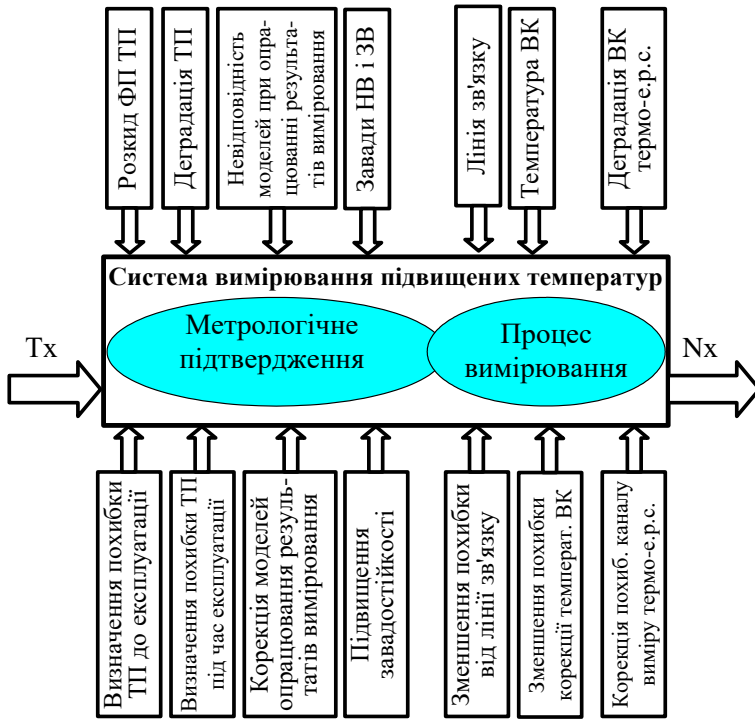 Розкид ФП ТП
Деградація ТП
Невідповідність
моделей при опра-
цюванні результа-
тів вимірювання
Завади НВ і ЗВ
Лінія зв'язку
Температура ВК
Деградація ВК
термо-е.р.с.
Система вимірювання підвищених температур
Метрологічне
підтвердження
Процес
вимірювання
Tx
Nx
Визначення похибки
ТП до експлуатації
Визначення похибки ТП
під час експлуатації
Корекція моделей
опрацювання резуль-
татів вимірювання
Підвищення
завадостійкості
Зменшення похибки
від лінії зв'язку
Зменшення похибки
корекції температ. ВК
Корекція похиб. каналу
виміру термо-е.р.с.